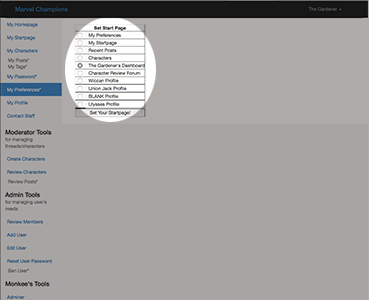 Marvel Champions
The Gardener
My Homepage
My Startpage
My Characters
My Posts*
My Tags*
My Password*
My Preferences*
My Profile
Contact Staff
Moderator Tools
for managing
threads/characters
Create Characters
Review Characters
Review Posts*
Admin Tools
for managing user's
needs
Review Members
Add User
Edit User
Reset User Password
Ban User*
Monkee's Tools
Adminer
Set Start Page
My Preferences
My Startpage
Recent Posts
Characters
The Gardener's Dashboard
Character Review Forum
Wiccan Profile
Union Jack Profile
BLANK Profile
Ulysses Profile
Set Your Startpage!